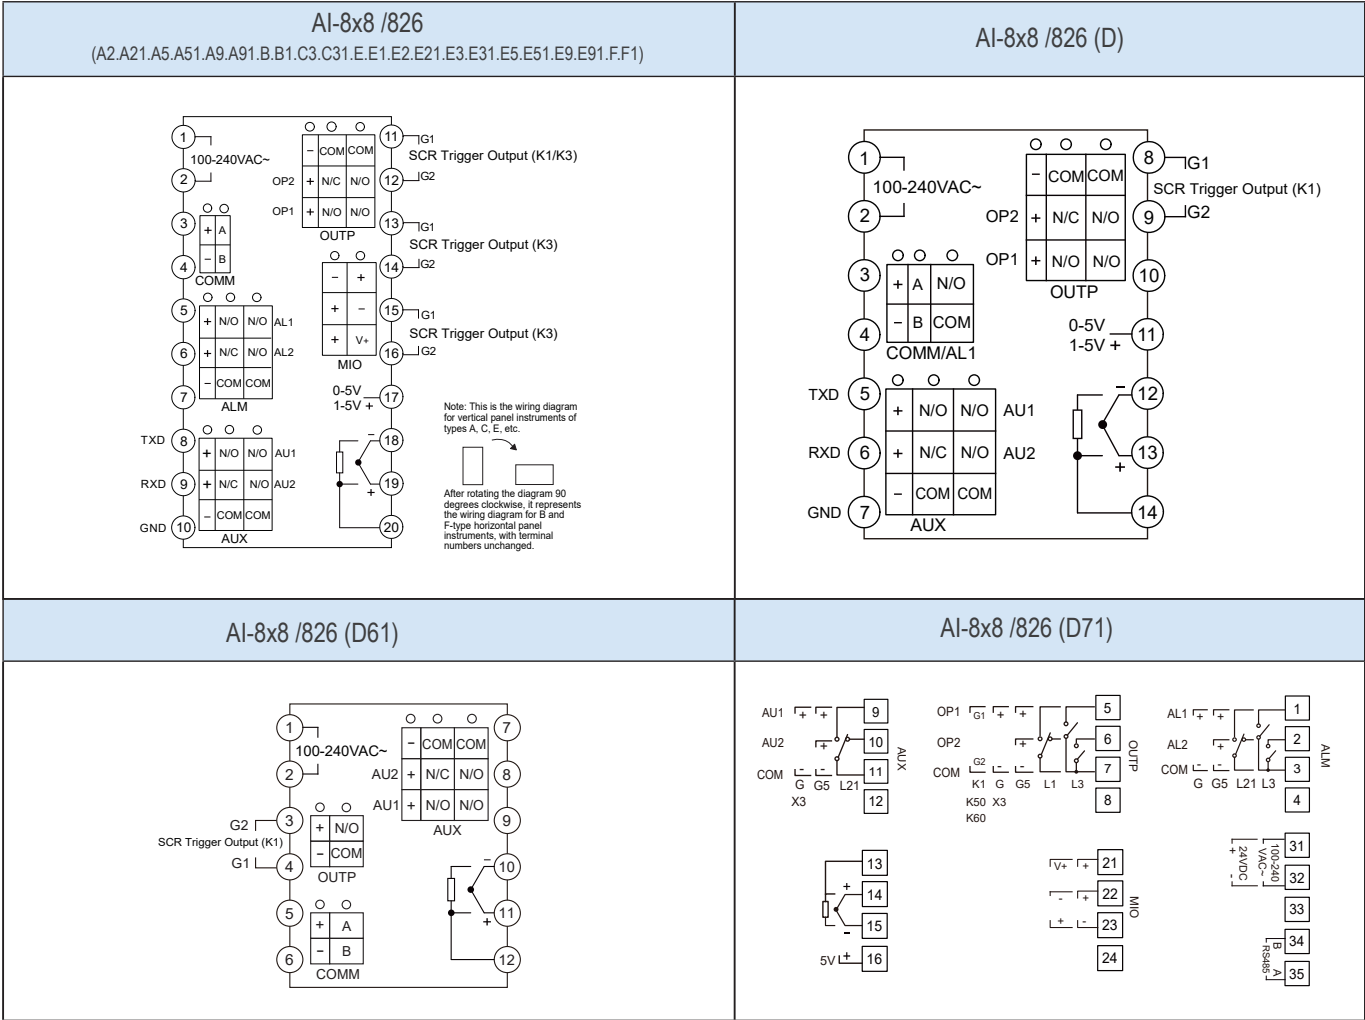 AI-8x8 /826
(A2.A21.A5.A51.A9.A91.B.B1.C3.C31.E.E1.E2.E21.E3.E31.E5.E51.E9.E91.F.F1)
1
100-240VAC~
2
3
+ A
4
- B
COMM
5
+ N/O N/O AL1
6
+ N/C N/O AL2
- COM COM
7
ALM
TXD 8
+ N/O N/O AU1
RXD 9
+ N/C N/O AU2
GND 10
- COM COM
AUX
- COM COM
OP2 + N/C N/O
OP1 + N/O N/O
OUTP
11 G1
SCR Trigger Output (K1/K3)
12 G2
13 G1
SCR Trigger Output (K3)
14 G2
- +
+ -
+ V+
MIO
15 G1
SCR Trigger Output (K3)
16 G2
0-5V
1-5V + 17
- 18
+ 19
20
Note: This is the wiring diagram
for vertical panel instruments of
types A, C, E, etc.
After rotating the diagram 90
degrees clockwise, it represents
the wiring diagram for B and
F-type horizontal panel
instruments, with terminal
numbers unchanged.
AI-8x8 /826 (D)
1
100-240VAC~
2
3
+ A N/O
4
- B COM
COMM/AL1
TXD 5
+ N/O N/O AU1
RXD 6
+ N/C N/O AU2
GND 7
- COM COM
AUX
- COM COM
OP2 + N/C N/O
OP1 + N/O N/O
OUTP
8 G1
SCR Trigger Output (K1)
9 G2
10
0-5V
1-5V + 11
- 12
+ 13
14
AI-8x8 /826 (D61)
1
100-240VAC~
2
G2 3
SCR Trigger Output (K1)
G1 4
+ N/O
- COM
OUTP
5
+ A
6
- B
COMM
- COM COM
AU2 + N/C N/O
AU1 + N/O N/O
AUX
7
8
9
- 10
+ 11
12
AI-8x8 /826 (D71)
AU1 + + 9
AU2 + 10
COM - - 11
G G5 L21
X3 12
AUX
OP1 G1 + + 5
OP2 + 6
COM G2 - - 7
K1 G G5 L1 L3
K50 X3 8
K60
OUTP
AL1 + + 1
AL2 + 2
COM - - 3
G G5 L21 L3
4
ALM
13
+ 14
- 15
5V + 16
V+ + 21
- + 22
+ - 23
24
MIO
+ -
24VDC
100-240
VAC~
31
32
33
B 34
RS485
A 35